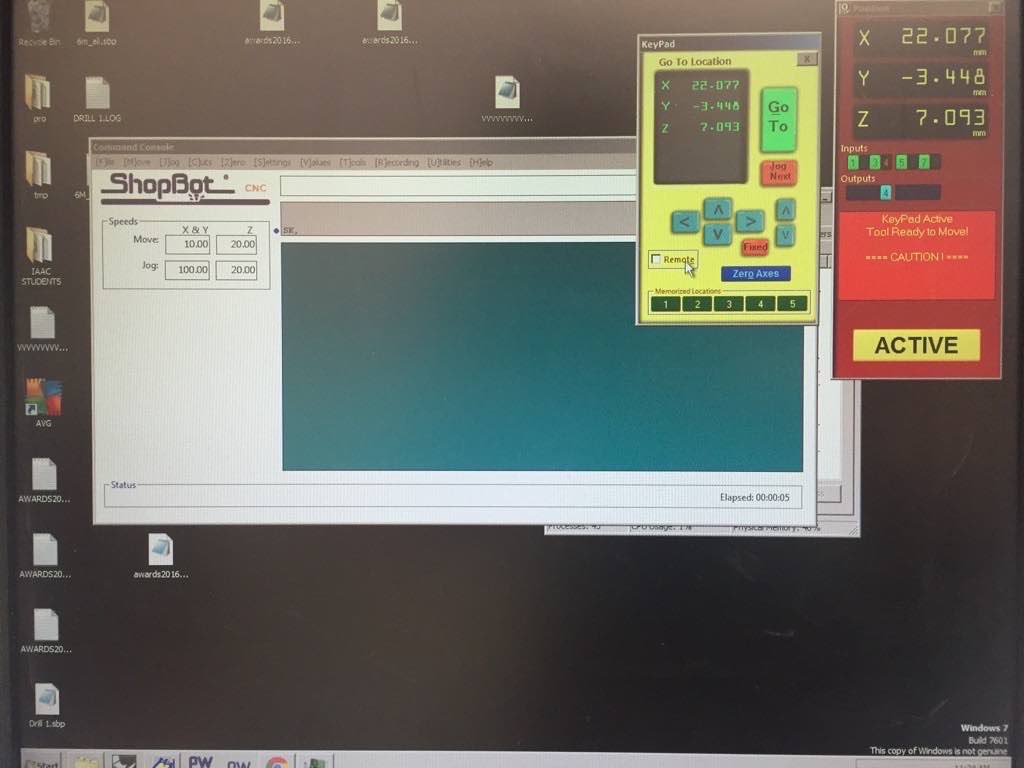 Recycle Bin
6m_all.sbp
awards2016...
awards2016...
pro
DRILL 1.LOG
VVVVVVVVV...
tmp
6M_
IAAC
STUDENTS
VVVVVVVV...
AVG
AWARDS20...
AWARDS20...
awards2016...
AWARDS20...
Drill 1.sbp
Command Console
[F]ile [M]ove [J]og [C]uts [Z]ero [S]ettings [V]alues [T]ools [R]ecording [U]tilities [H]elp
ShopBot CNC
Speeds
X & Y Z
Move: 10.00 20.00
Jog: 100.00 20.00
SK,
Status
Elapsed: 00:00:05
Processes: 45 CPU Usage: 1% Physical Memory: 40%
KeyPad
X
Go To Location
X 22.077
Y -3.448
Z 7.093
Go
To
Jog
Next
Fixed
Remote
Zero Axes
Memorized Locations
1 2 3 4 5
Position
X 22.077
mm
Y -3.448
mm
Z 7.093
mm
Inputs
1 3 4 5 7
Outputs
4
KeyPad Active
Tool Ready to Move!
==== CAUTION ! ====
ACTIVE
Windows 7
Build 7601
This copy of Windows is not genuine
Start
PW
PW